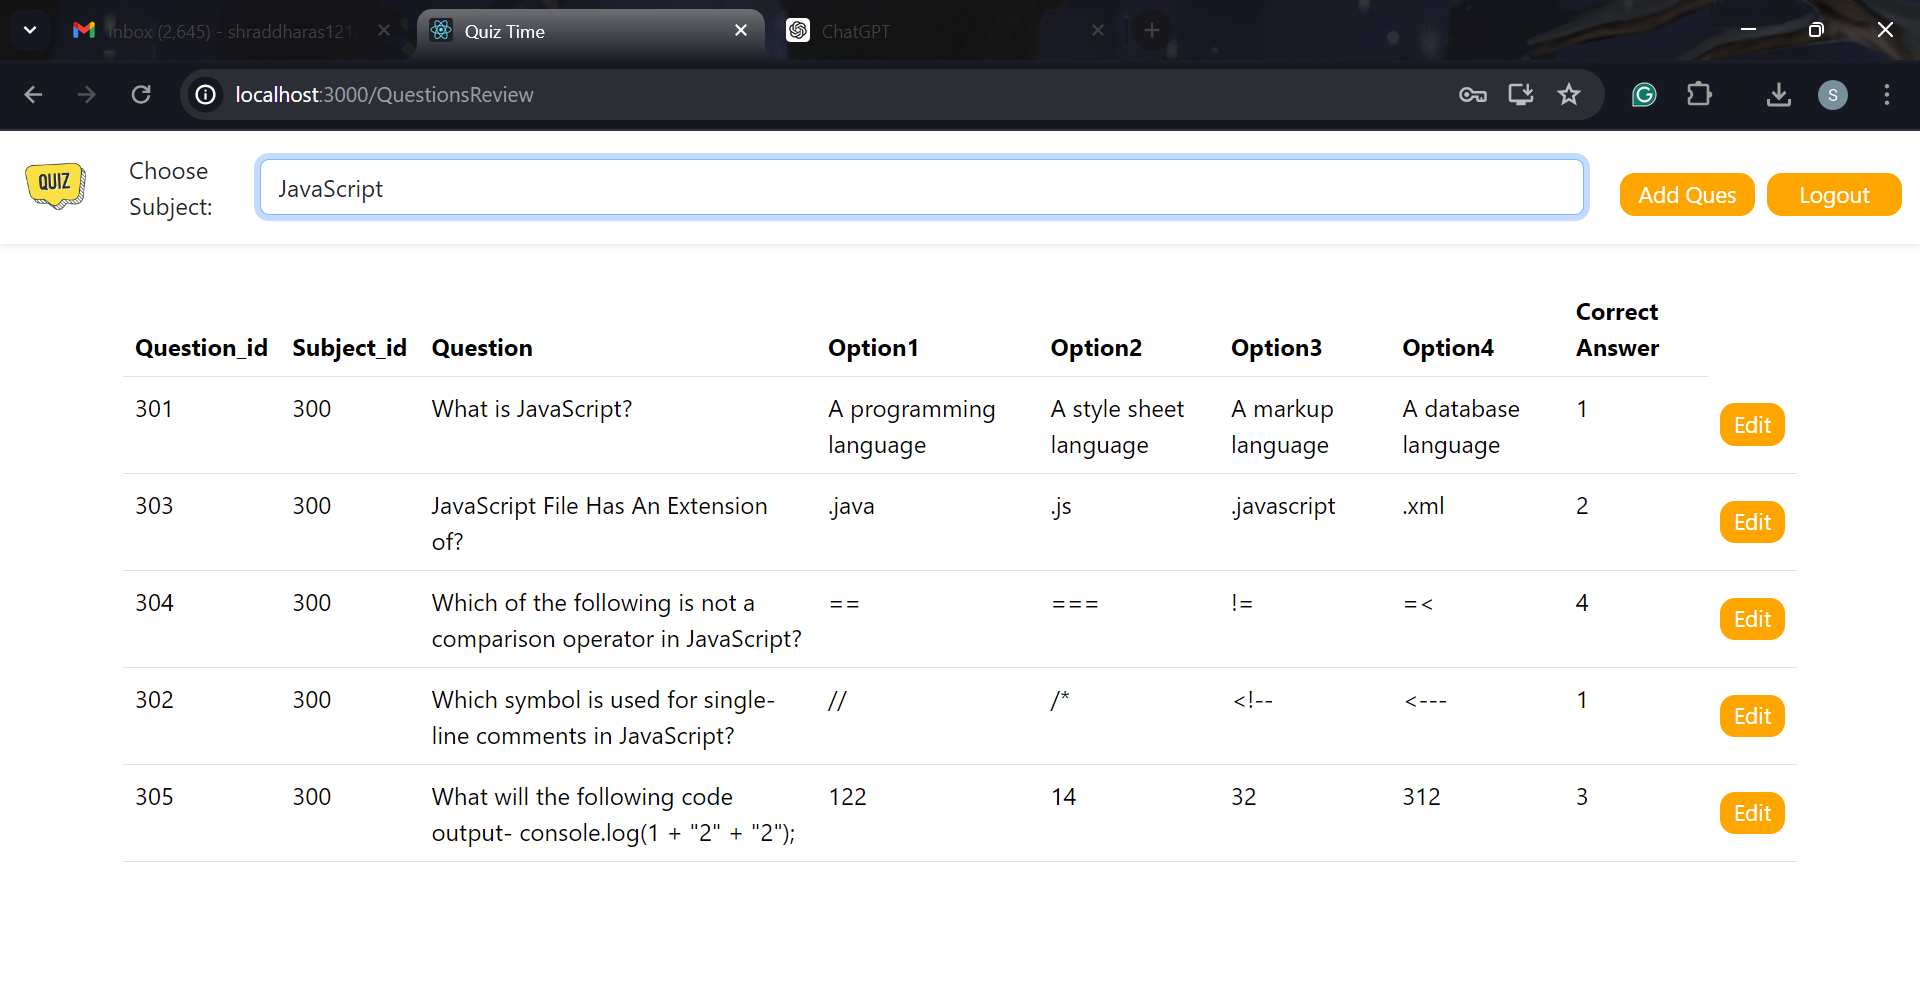 Inbox (2,645) - shraddharas121
Quiz Time
ChatGPT
localhost:3000/QuestionsReview
S
QUIZ
Choose
Subject:
JavaScript
Add Ques
Logout
Question_id Subject_id Question Option1 Option2 Option3 Option4 Correct
Answer
301 300 What is JavaScript? A programming A style sheet A markup A database 1
language language language language
Edit
303 300 JavaScript File Has An Extension .java .js .javascript .xml 2
of?
Edit
304 300 Which of the following is not a == === != =< 4
comparison operator in JavaScript?
Edit
302 300 Which symbol is used for single- // /* <!-- <--- 1
line comments in JavaScript?
Edit
305 300 What will the following code 122 14 32 312 3
output- console.log(1 + "2" + "2");
Edit